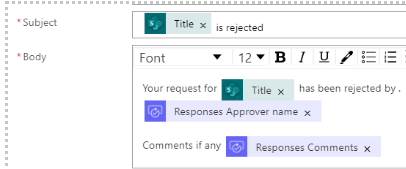 * Subject
Title × is rejected
* Body
Font 12 B I U
Your request for Title × has been rejected by .
Responses Approver name ×
Comments if any Responses Comments ×